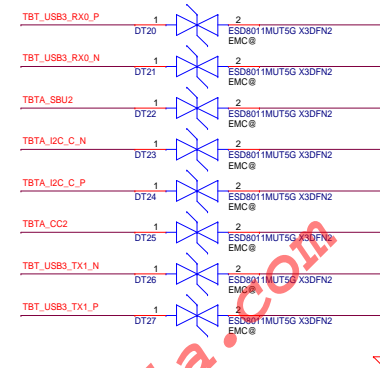 TBT_USB3_RX0_P
1
2
DT20
ESD8011MUT5G X3DFN2
EMC@
TBT_USB3_RX0_N
1
2
DT21
ESD8011MUT5G X3DFN2
EMC@
TBTA_SBU2
1
2
DT22
ESD8011MUT5G X3DFN2
EMC@
TBTA_I2C_C_N
1
2
DT23
ESD8011MUT5G X3DFN2
EMC@
TBTA_I2C_C_P
1
2
DT24
ESD8011MUT5G X3DFN2
EMC@
TBTA_CC2
1
2
DT25
ESD8011MUT5G X3DFN2
EMC@
TBT_USB3_TX1_N
1
2
DT26
ESD8011MUT5G X3DFN2
EMC@
TBT_USB3_TX1_P
1
2
DT27
ESD8011MUT5G X3DFN2
EMC@
a.com